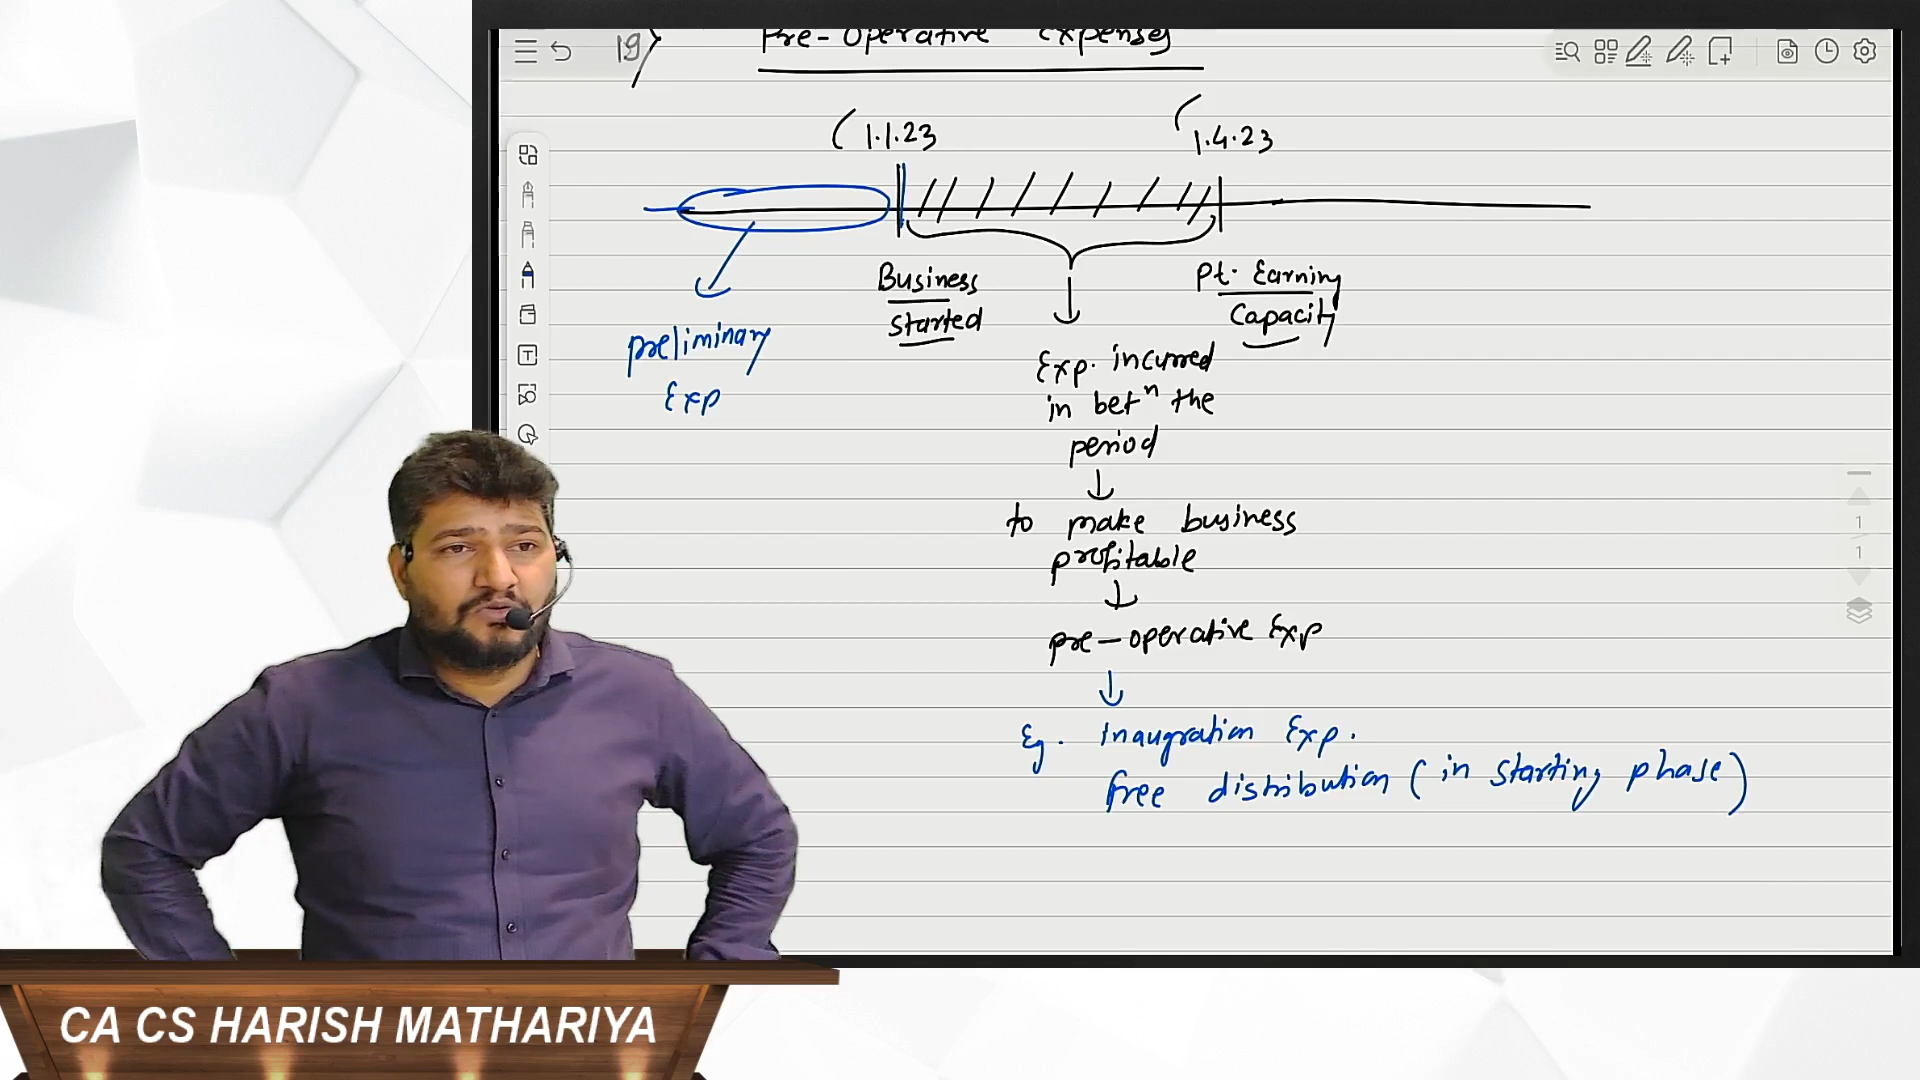 19) Pre-Operative Expenses
1.1.23
1.4.23
Business
Started
Pt. Earning
Capacity
preliminary
Exp
Exp. incurred
in betn the
period
to make business
profitable
pre-operative Exp
Eg. inaugration Exp.
free distribution (in starting phase)
1
1
CA CS HARISH MATHARIYA